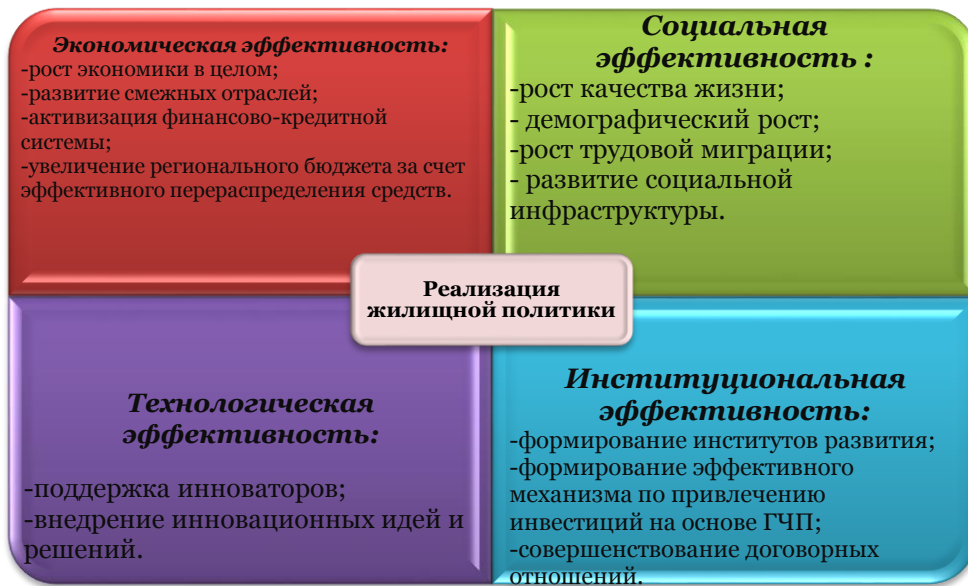 Экономическая эффективность:
-рост экономики в целом;
-развитие смежных отраслей;
-активизация финансово-кредитной
системы;
-увеличение регионального бюджета за счет
эффективного перераспределения средств.
Социальная
эффективность :
-рост качества жизни;
- демографический рост;
-рост трудовой миграции;
- развитие социальной
инфраструктуры.
Реализация
жилищной политики
Технологическая
эффективность:
-поддержка инноваторов;
-внедрение инновационных идей и
решений.
Институциональная
эффективность:
-формирование институтов развития;
-формирование эффективного
механизма по привлечению
инвестиций на основе ГЧП;
-совершенствование договорных
отношений.